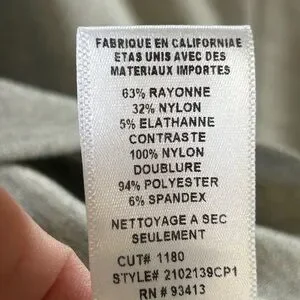 FABRIQUE EN CALIFORNIAE
ETAS UNIS AVEC DES
MATERIAUX IMPORTES
63% RAYONNE
32% NYLON
5% ELATHANNE
CONTRASTE
100% NYLON
DOUBLURE
94% POLYESTER
6% SPANDEX
NETTOYAGE A SEC
SEULEMENT
CUT# 1180
STYLE# 2102139CP1
RN # 93413